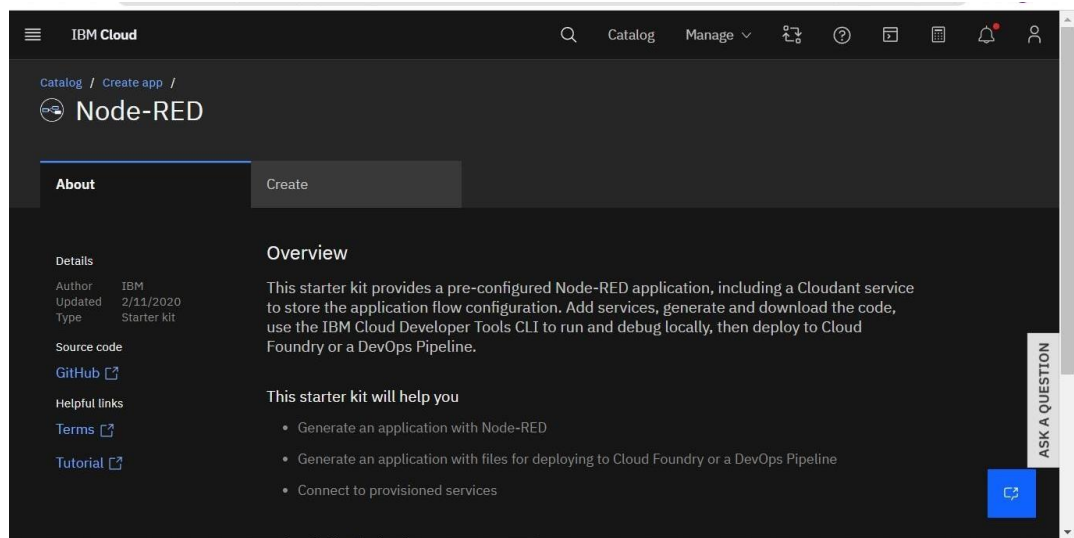 IBM Cloud
Catalog
Manage
Catalog / Create app /
Node-RED
About
Create
Details
Author IBM
Updated 2/11/2020
Type Starter kit
Source code
GitHub
Helpful links
Terms
Tutorial
Overview
This starter kit provides a pre-configured Node-RED application, including a Cloudant service
to store the application flow configuration. Add services, generate and download the code,
use the IBM Cloud Developer Tools CLI to run and debug locally, then deploy to Cloud
Foundry or a DevOps Pipeline.
This starter kit will help you
• Generate an application with Node-RED
• Generate an application with files for deploying to Cloud Foundry or a DevOps Pipeline
• Connect to provisioned services
ASK A QUESTION